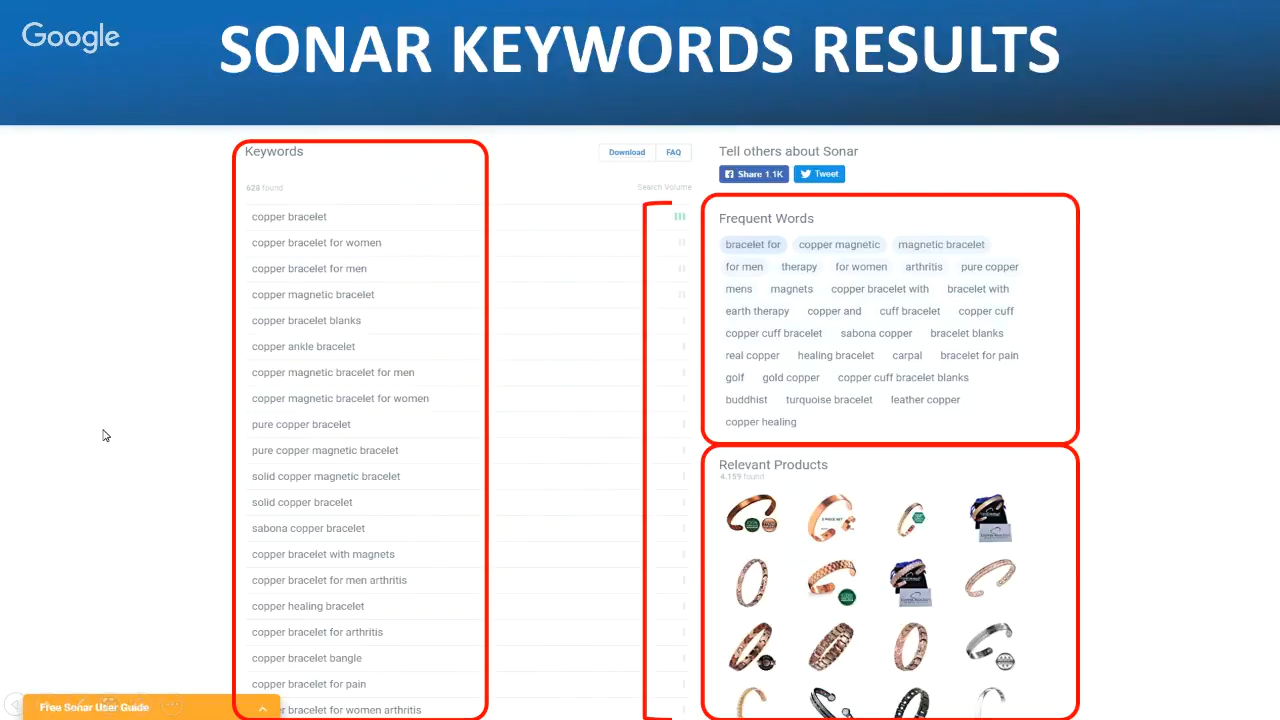 Google
SONAR KEYWORDS RESULTS
Keywords
Download FAQ
628 found
Search Volume
copper bracelet
copper bracelet for women
copper bracelet for men
copper magnetic bracelet
copper bracelet blanks
copper ankle bracelet
copper magnetic bracelet for men
copper magnetic bracelet for women
pure copper bracelet
pure copper magnetic bracelet
solid copper magnetic bracelet
solid copper bracelet
sabona copper bracelet
copper bracelet with magnets
copper bracelet for men arthritis
copper healing bracelet
copper bracelet for arthritis
copper bracelet bangle
copper bracelet for pain
bracelet for women arthritis
Free Sonar User Guide
Tell others about Sonar
Share 1.1K Tweet
Frequent Words
bracelet for copper magnetic magnetic bracelet
for men therapy for women arthritis pure copper
mens magnets copper bracelet with bracelet with
earth therapy copper and cuff bracelet copper cuff
copper cuff bracelet sabona copper bracelet blanks
real copper healing bracelet carpal bracelet for pain
golf gold copper copper cuff bracelet blanks
buddhist turquoise bracelet leather copper
copper healing
Relevant Products
4.159 found